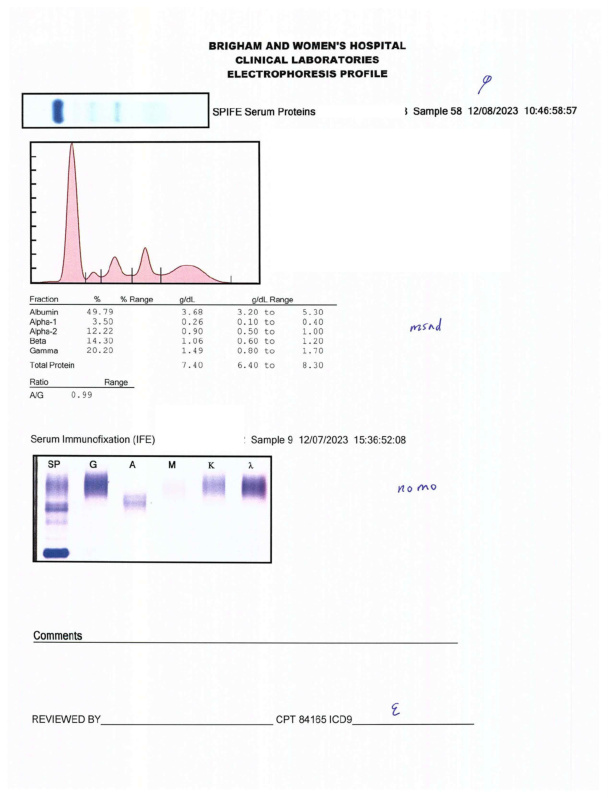 BRIGHAM AND WOMEN'S HOSPITAL
CLINICAL LABORATORIES
ELECTROPHORESIS PROFILE
φ
SPIFE Serum Proteins Sample 58 12/08/2023 10:46:58:57
Fraction % % Range g/dL g/dL Range
Albumin 49.79 3.68 3.20 to 5.30
Alpha-1 3.50 0.26 0.10 to 0.40
Alpha-2 12.22 0.90 0.50 to 1.00
Beta 14.30 1.06 0.60 to 1.20
Gamma 20.20 1.49 0.80 to 1.70
Total Protein 7.40 6.40 to 8.30
msnd
Ratio Range
A/G 0.99
Serum Immunofixation (IFE) : Sample 9 12/07/2023 15:36:52:08
SP G A M K λ
no mo
Comments
REVIEWED BY CPT 84165 ICD9